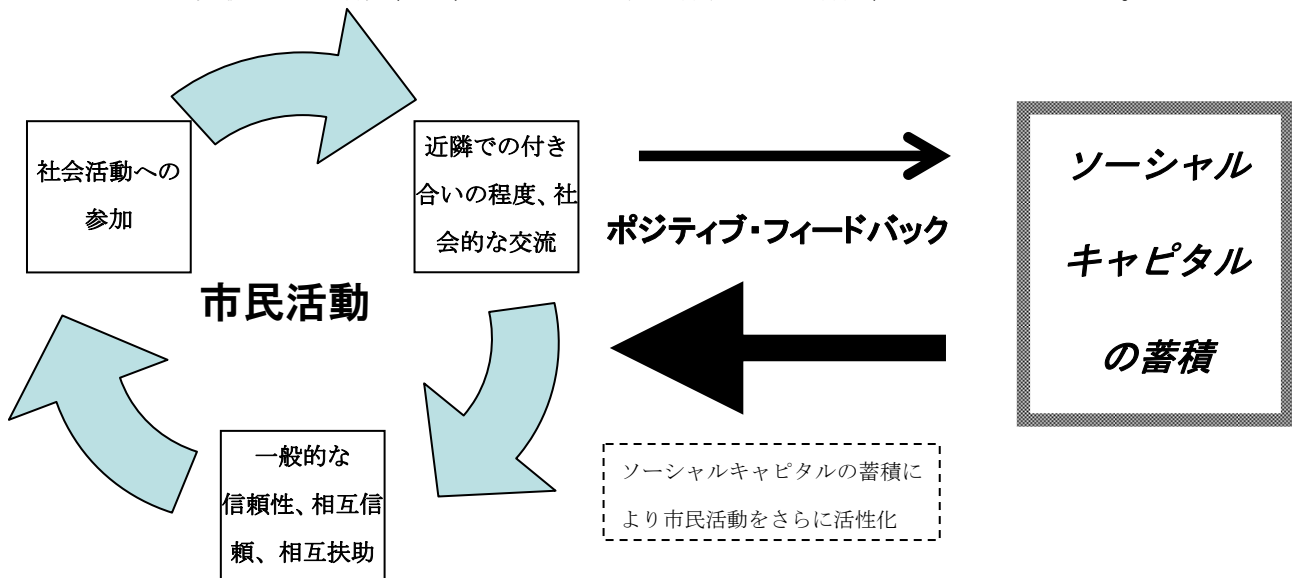 社会活動への
参加
近隣での付き
合いの程度、社
会的な交流
市民活動
一般的な
信頼性、相互信
頼、相互扶助
ポジティブ・フィードバック
ソーシャルキャピタルの蓄積に
より市民活動をさらに活性化
ソーシャル
キャピタル
の蓄積